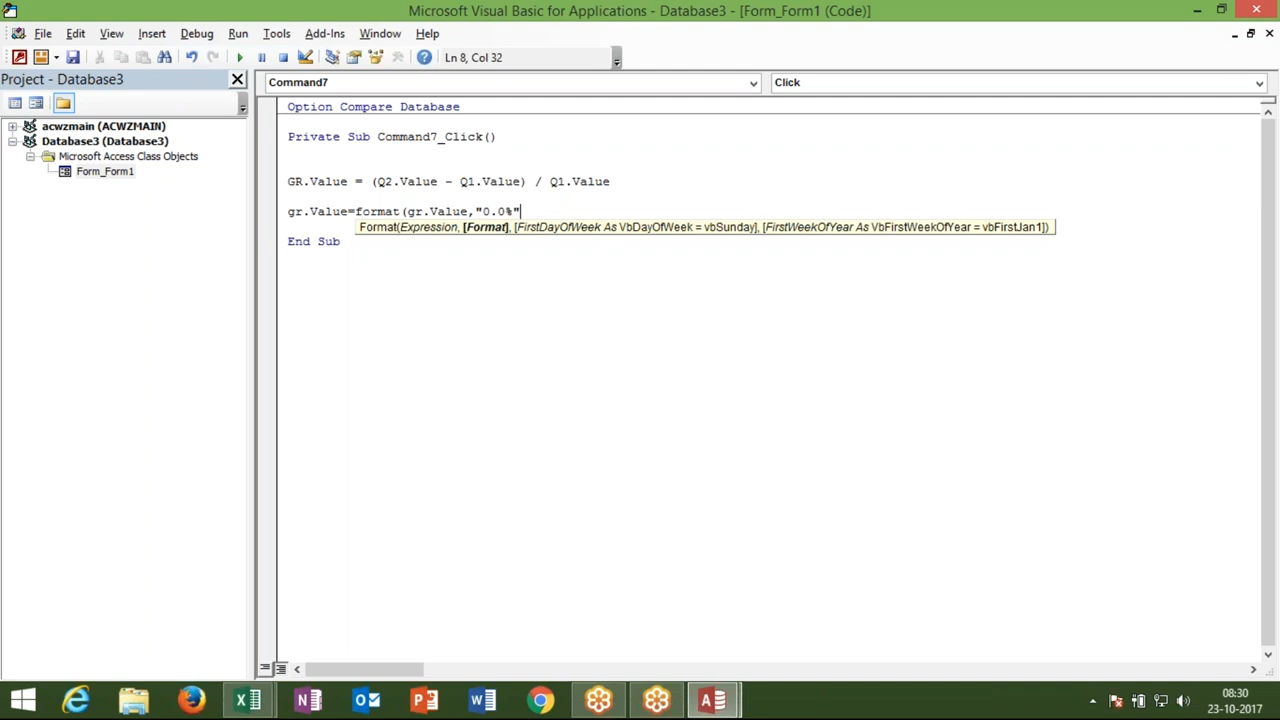 Microsoft Visual Basic for Applications - Database3 - [Form_Form1 (Code)]
File Edit View Insert Debug Run Tools Add-Ins Window Help
Ln 8, Col 32
Project - Database3
Command7
Click
acwzmain (ACWZMAIN)
Database3 (Database3)
Microsoft Access Class Objects
Form_Form1
Option Compare Database
Private Sub Command7_Click()
GR.Value = (Q2.Value - Q1.Value) / Q1.Value
gr.Value=format(gr.Value,"0.0%"
Format(Expression, [Format], [FirstDayOfWeek As VbDayOfWeek = vbSunday], [FirstWeekOfYear As VbFirstWeekOfYear = vbFirstJan1])
End Sub
08:30
23-10-2017